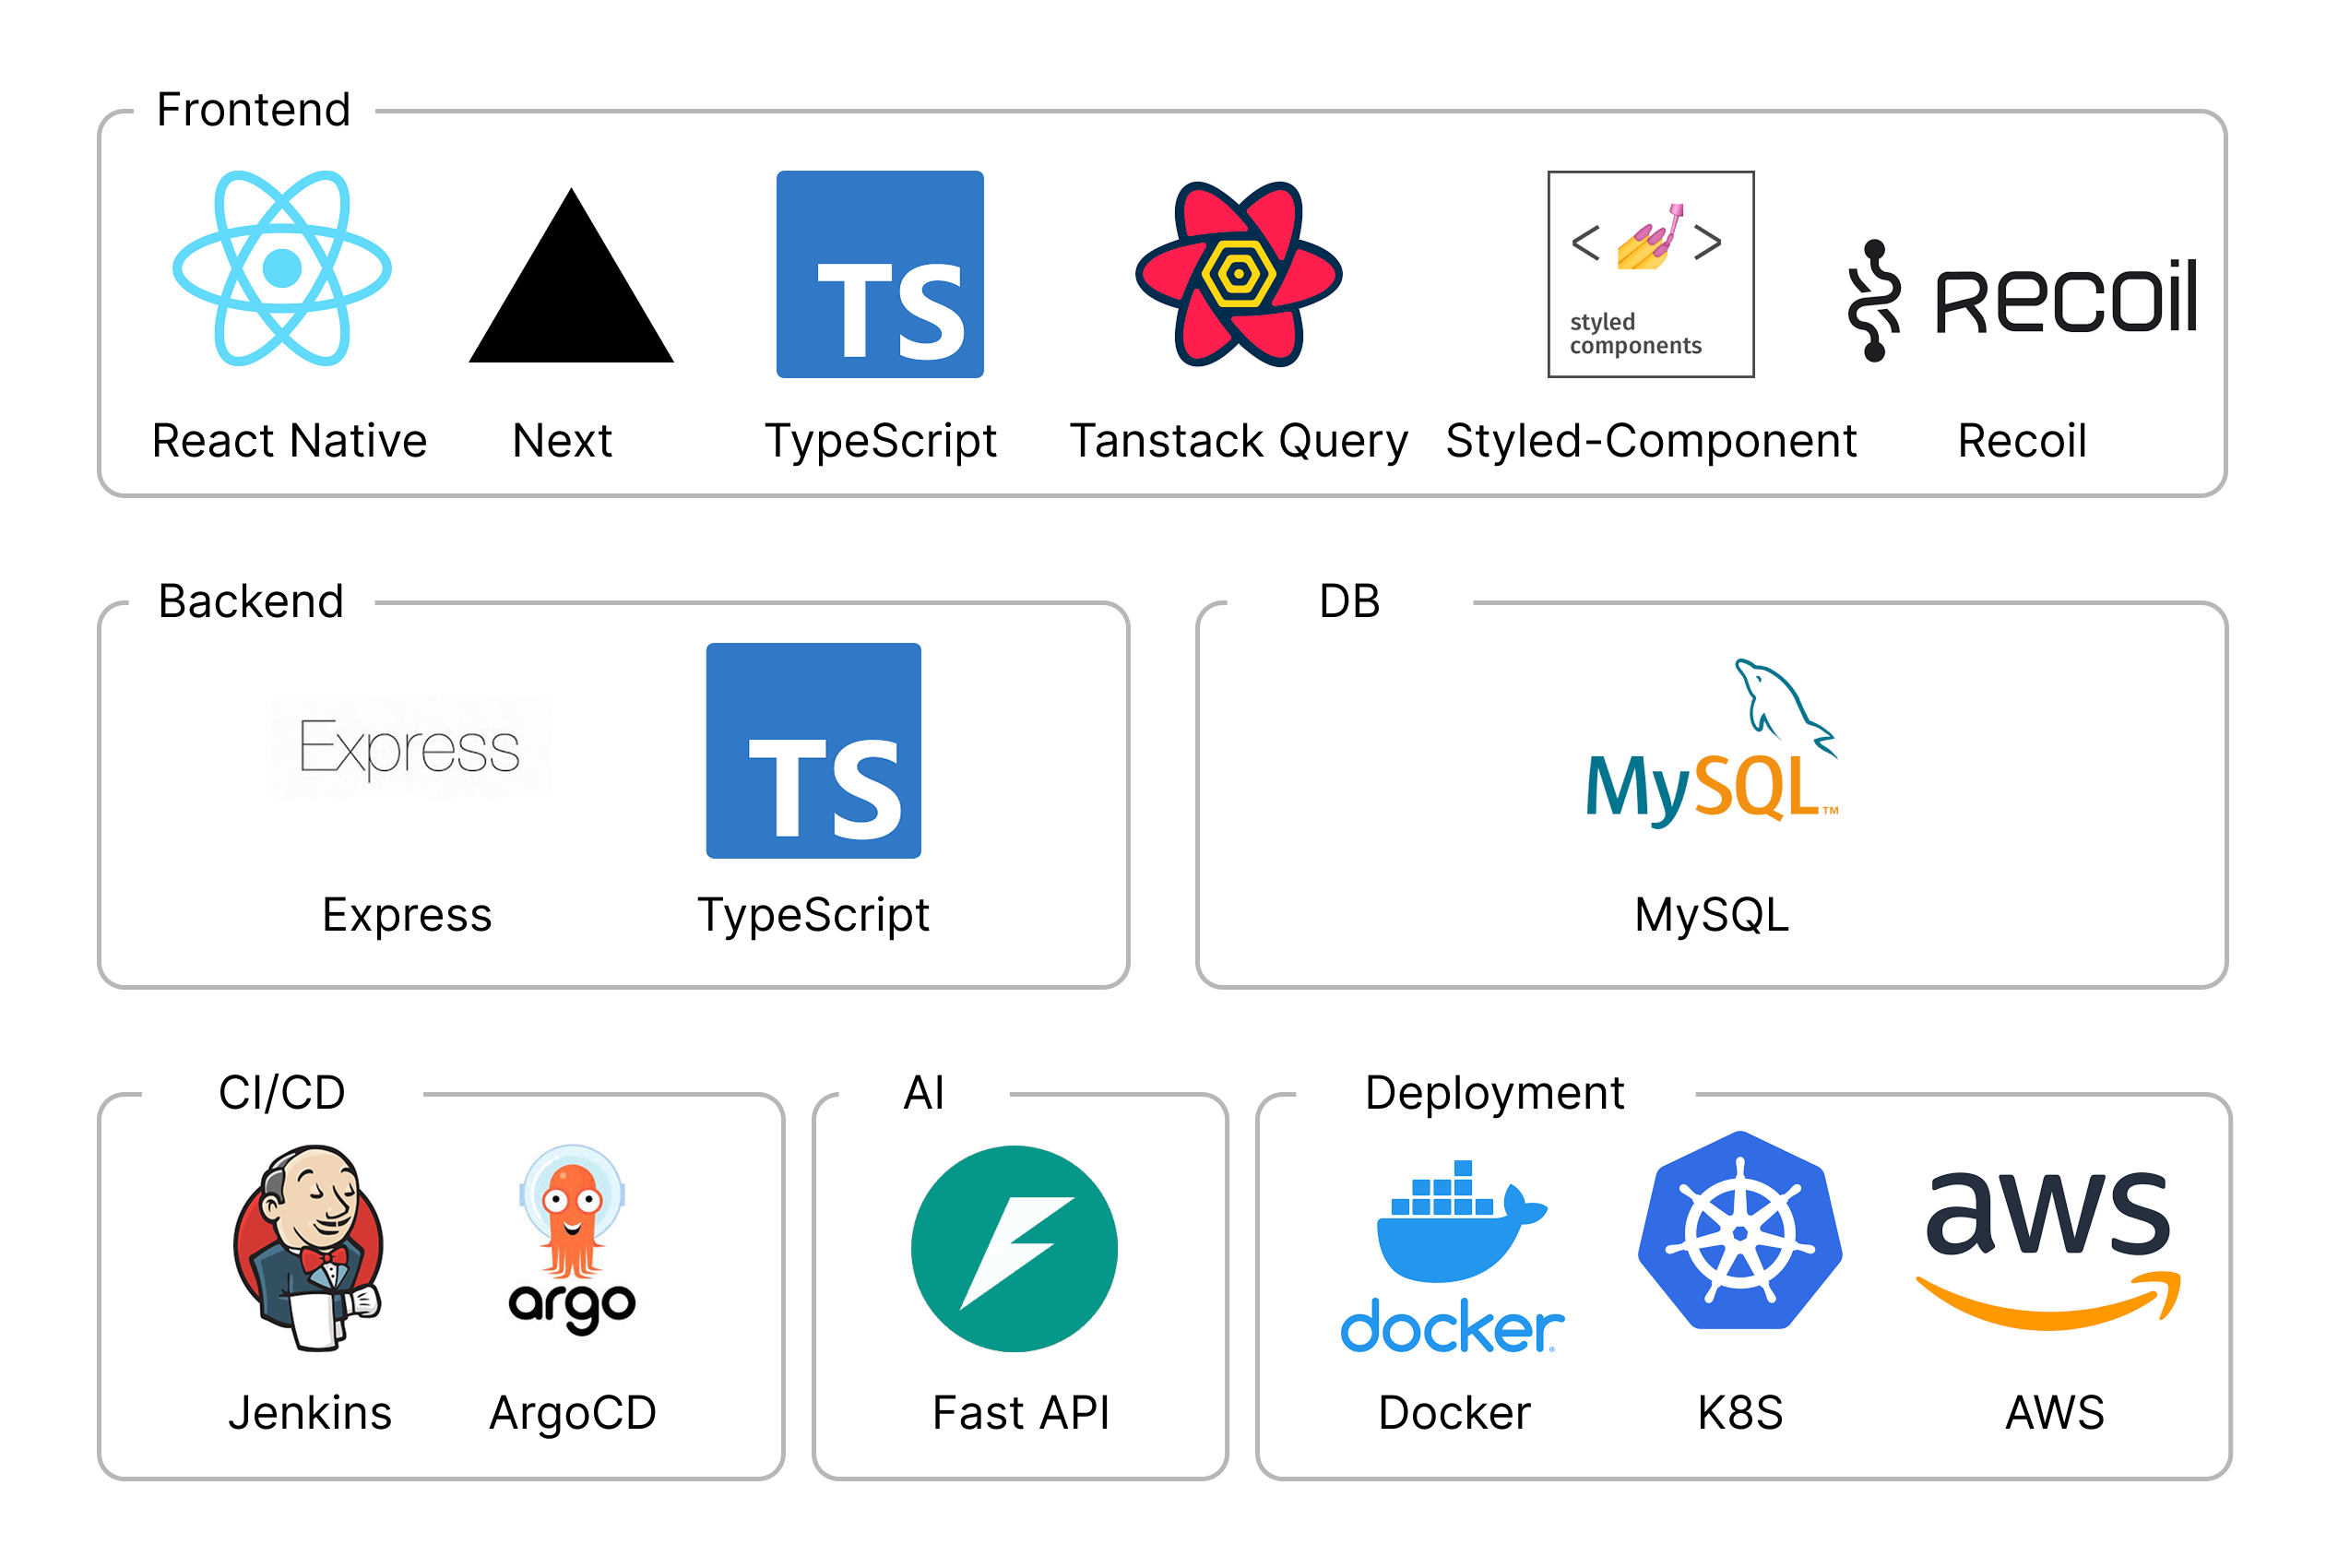 Frontend
TS
< >
styled
components
RECOIL
React Native
Next
TypeScript
Tanstack Query
Styled-Component
Recoil
Backend
Express
TS
Express
TypeScript
DB
MySQL™
MySQL
CI/CD
argo
Jenkins
ArgoCD
AI
Fast API
Deployment
docker®
aws
Docker
K8S
AWS